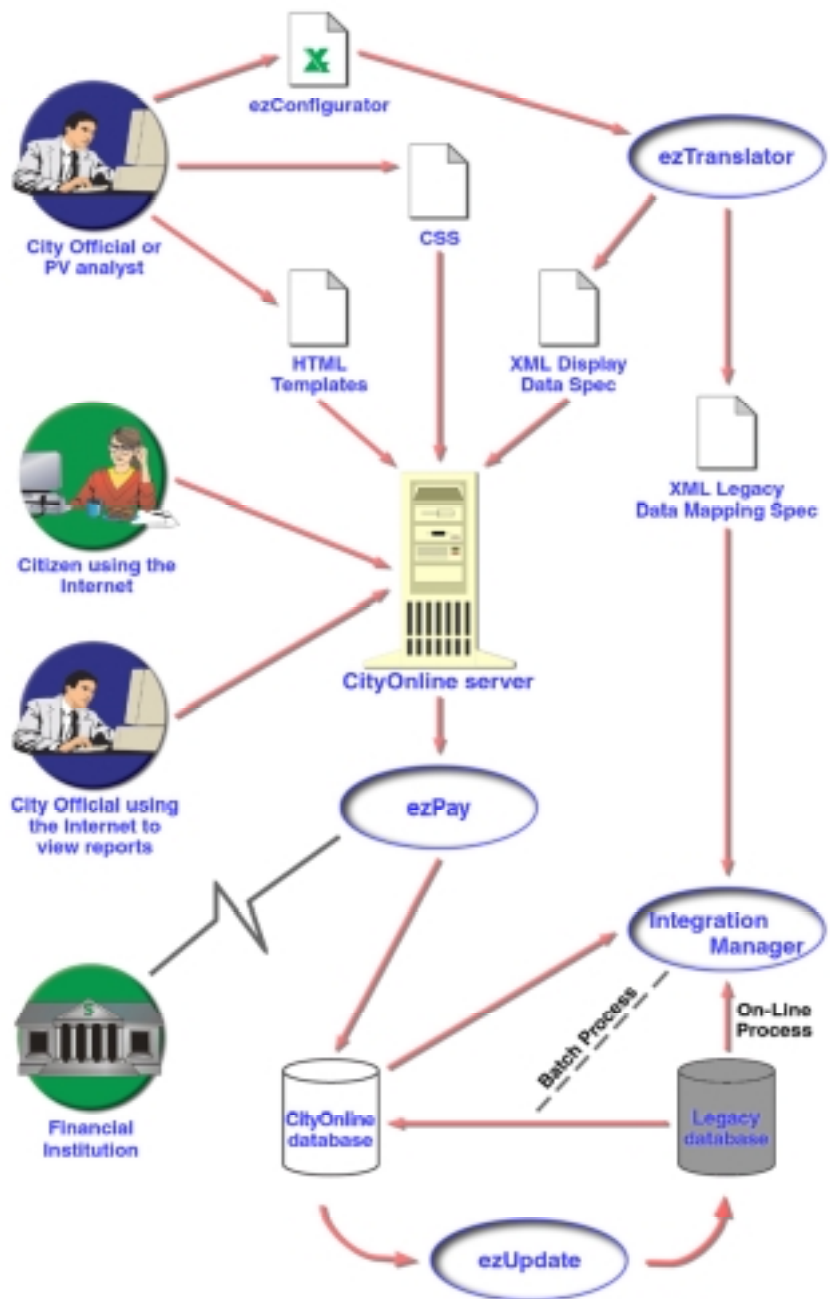 ezConfigurator
ezTranslator
City Official or
PV analyst
CSS
HTML
Templates
XML Display
Data Spec
XML Legacy
Data Mapping Spec
Citizen using the
Internet
CityOnline server
City Official using
the Internet to
view reports
ezPay
Integration
Manager
Batch Process
On-Line
Process
$
Financial
Institution
CityOnline
database
Legacy
database
ezUpdate